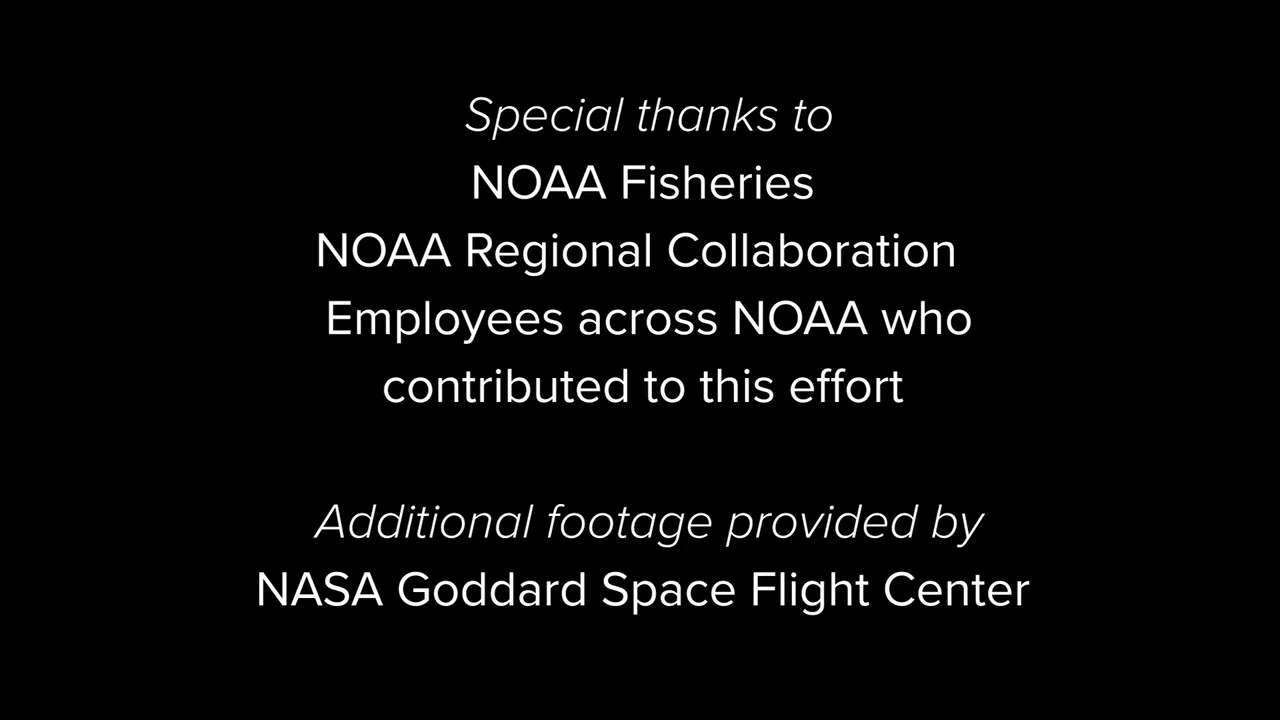 Special thanks to
NOAA Fisheries
NOAA Regional Collaboration
Employees across NOAA who
contributed to this effort
Additional footage provided by
NASA Goddard Space Flight Center